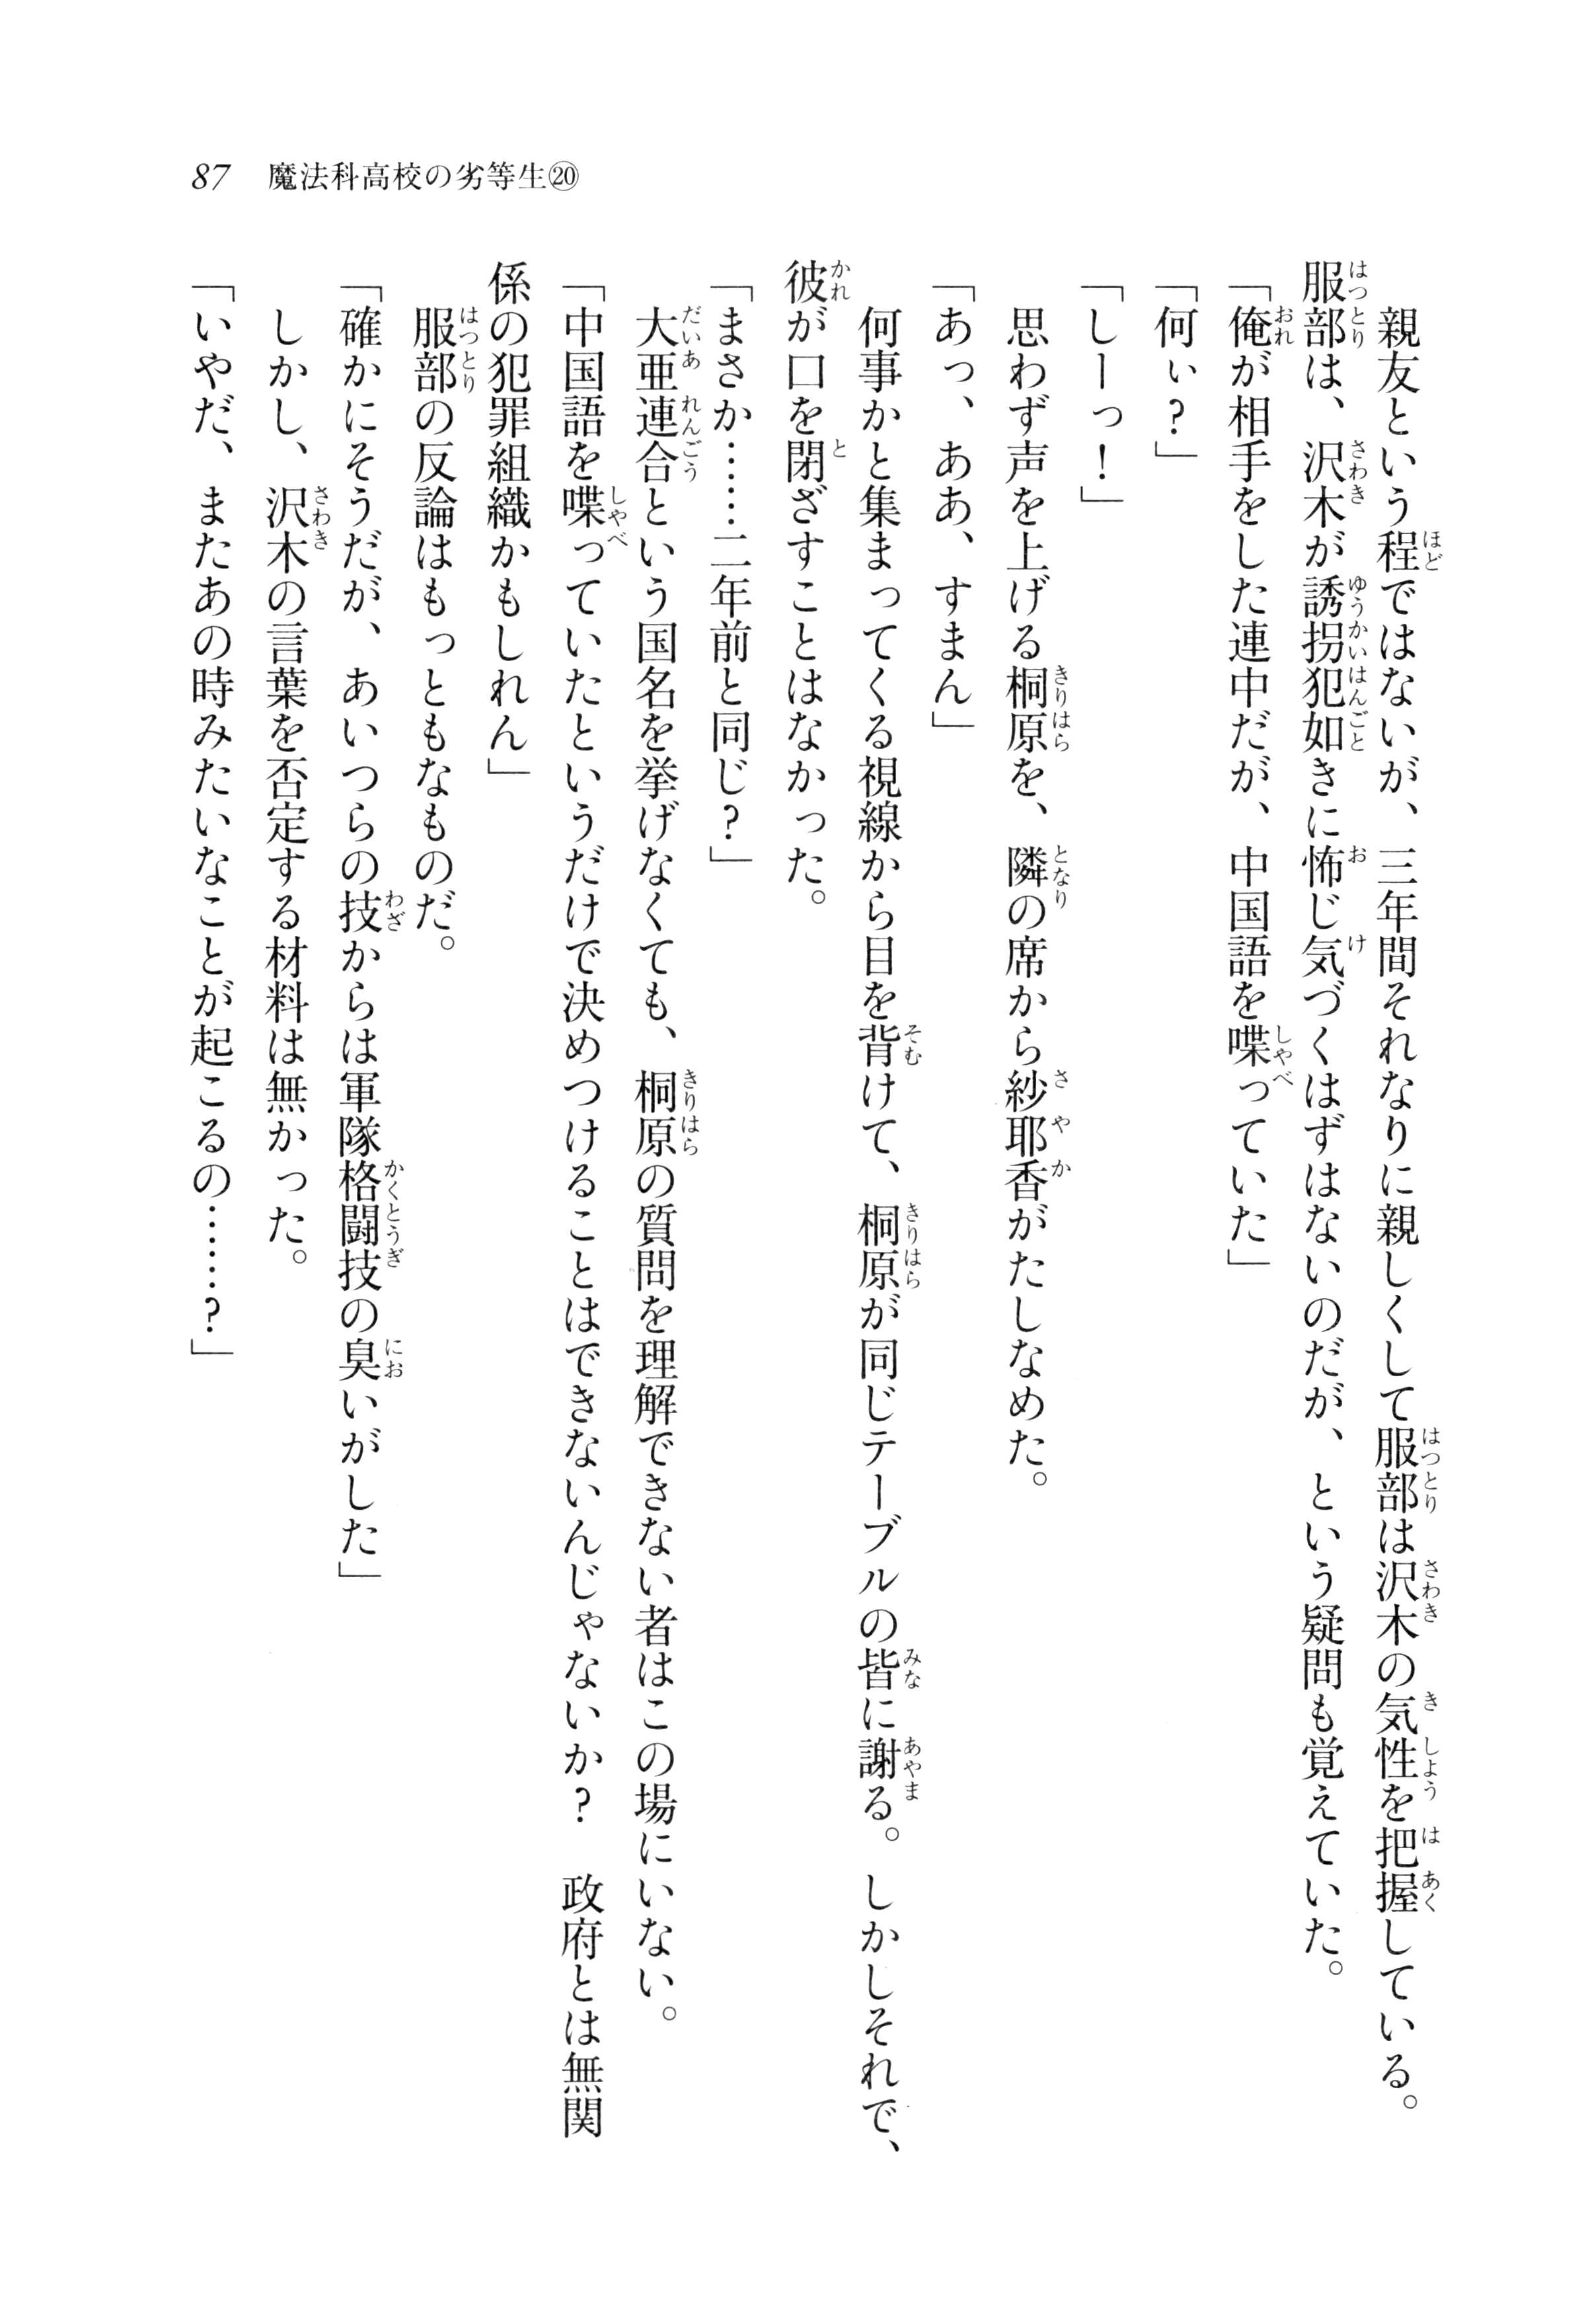 87 魔法科高校の劣等生⑳
親友という程ではないが、三年間それなりに親しくして服部は沢木の気性を把握している。
服部は、沢木が誘拐犯如きに怖じ気づくはずはないのだが、という疑問も覚えていた。
「俺が相手をした連中だが、中国語を喋っていた」
「何ぃ？」
「しーっ！」
思わず声を上げる桐原を、隣の席から紗耶香がたしなめた。
「あっ、ああ、すまん」
何事かと集まってくる視線から目を背けて、桐原が同じテーブルの皆に謝る。しかしそれで、
彼が口を閉ざすことはなかった。
「まさか……二年前と同じ？」
大亜連合という国名を挙げなくても、桐原の質問を理解できない者はこの場にいない。
「中国語を喋っていたというだけで決めつけることはできないんじゃないか？　政府とは無関
係の犯罪組織かもしれん」
服部の反論はもっともなものだ。
「確かにそうだが、あいつらの技からは軍隊格闘技の臭いがした」
しかし、沢木の言葉を否定する材料は無かった。
「いやだ、またあの時みたいなことが起こるの……？」